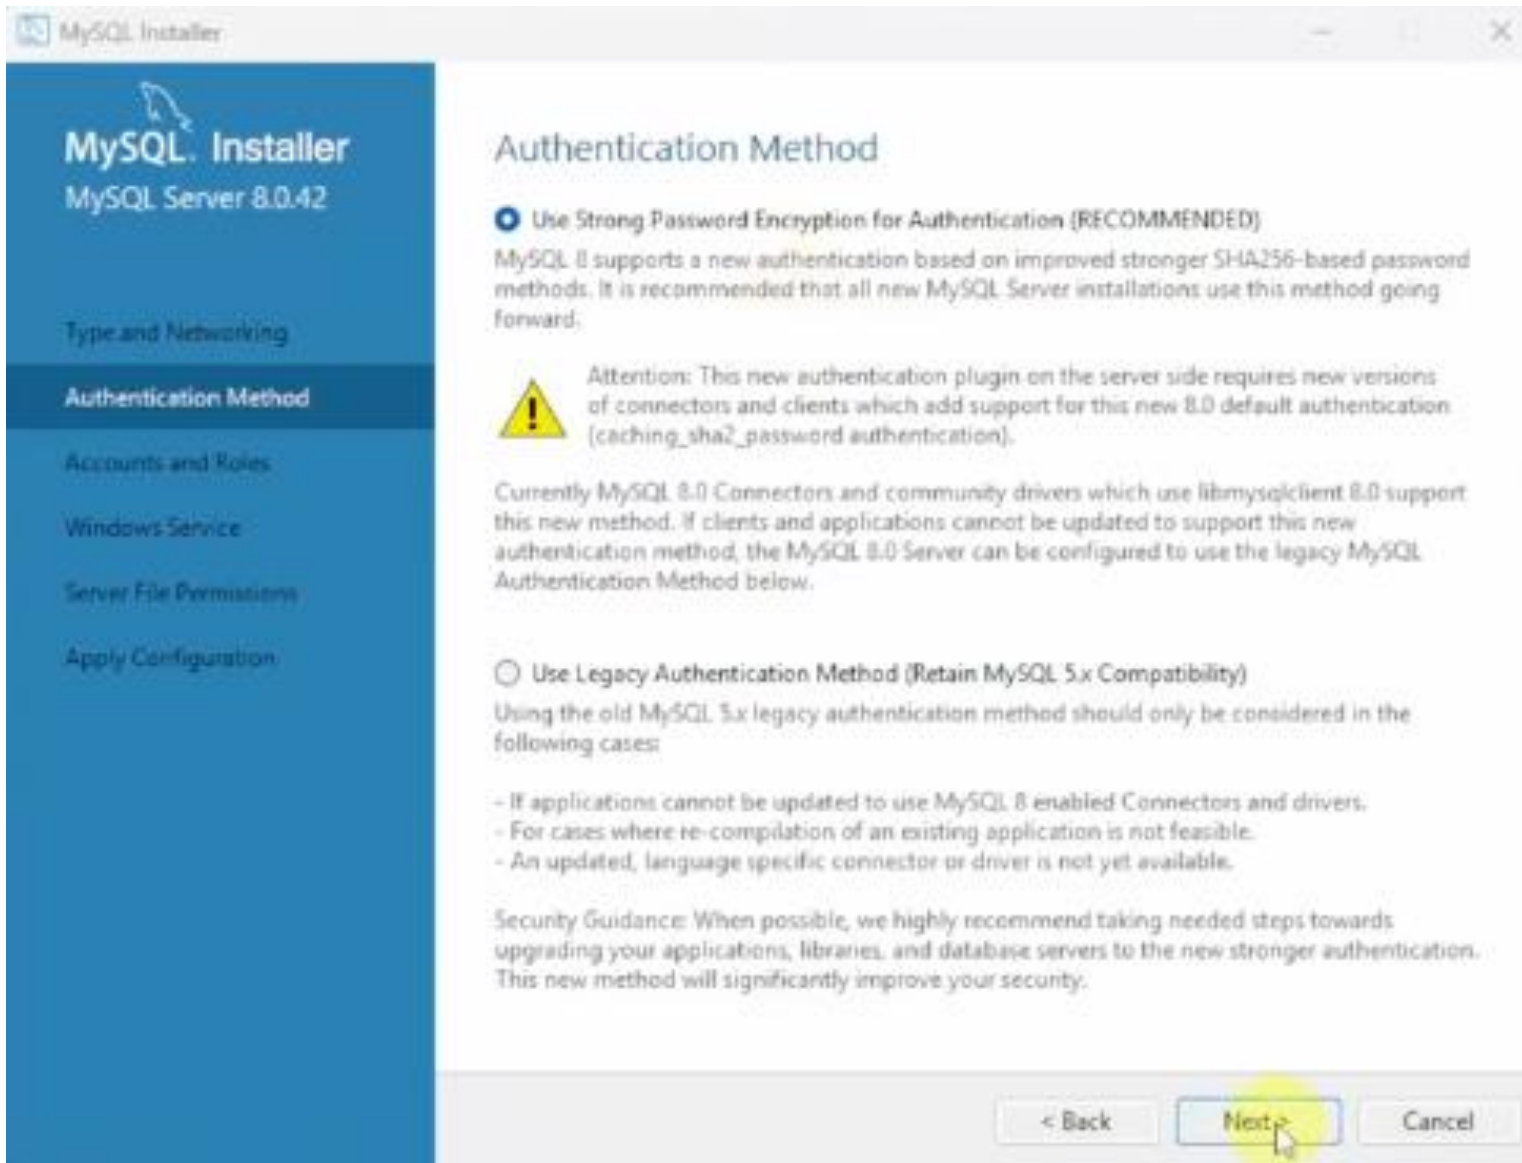 MySQL Installer
MySQL. Installer
MySQL Server 8.0.42
Type and Networking
Authentication Method
Accounts and Roles
Windows Service
Server File Permissions
Apply Configuration
Authentication Method
Use Strong Password Encryption for Authentication (RECOMMENDED)
MySQL 8 supports a new authentication based on improved stronger SHA256-based password
methods. It is recommended that all new MySQL Server installations use this method going
forward.
Attention: This new authentication plugin on the server side requires new versions
of connectors and clients which add support for this new 8.0 default authentication
(caching_sha2_password authentication).
Currently MySQL 8.0 Connectors and community drivers which use libmysqlclient 8.0 support
this new method. If clients and applications cannot be updated to support this new
authentication method, the MySQL 8.0 Server can be configured to use the legacy MySQL
Authentication Method below.
Use Legacy Authentication Method (Retain MySQL 5.x Compatibility)
Using the old MySQL 5.x legacy authentication method should only be considered in the
following cases:
- If applications cannot be updated to use MySQL 8 enabled Connectors and drivers.
- For cases where re-compilation of an existing application is not feasible.
- An updated, language specific connector or driver is not yet available.
Security Guidance: When possible, we highly recommend taking needed steps towards
upgrading your applications, libraries, and database servers to the new stronger authentication.
This new method will significantly improve your security.
< Back
Next >
Cancel